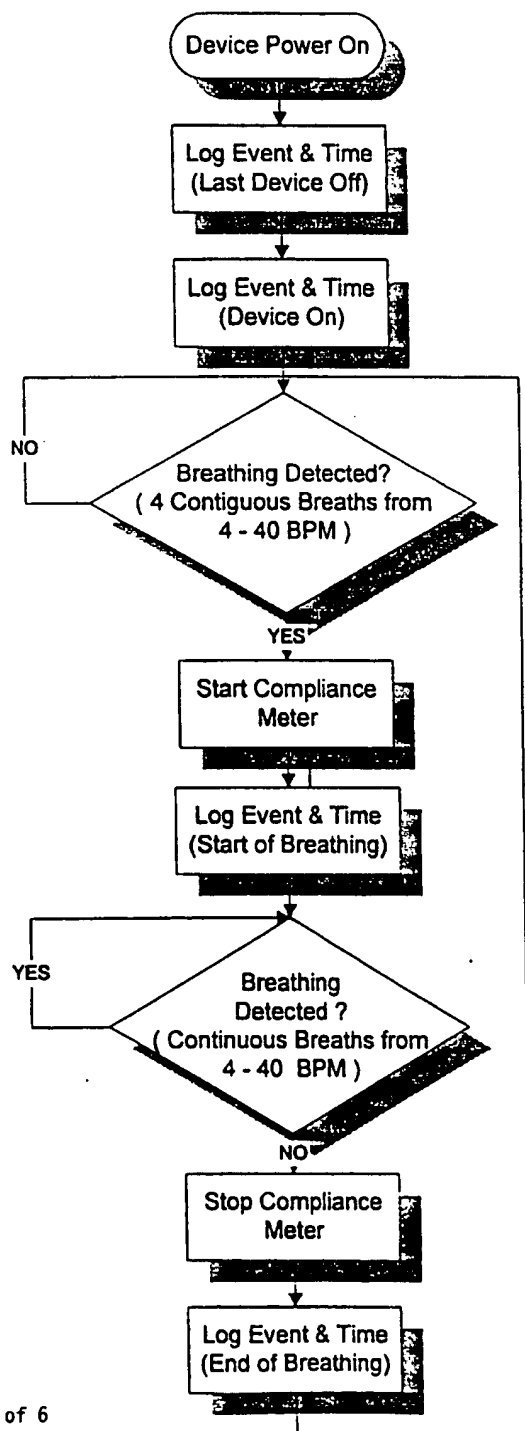 Device Power On
Log Event & Time
(Last Device Off)
Log Event & Time
(Device On)
NO
Breathing Detected?
( 4 Contiguous Breaths from
4 - 40 BPM )
YES
Start Compliance
Meter
Log Event & Time
(Start of Breathing)
YES
Breathing
Detected ?
( Continuous Breaths from
4 - 40 BPM )
NO
Stop Compliance
Meter
Log Event & Time
(End of Breathing)
of 6